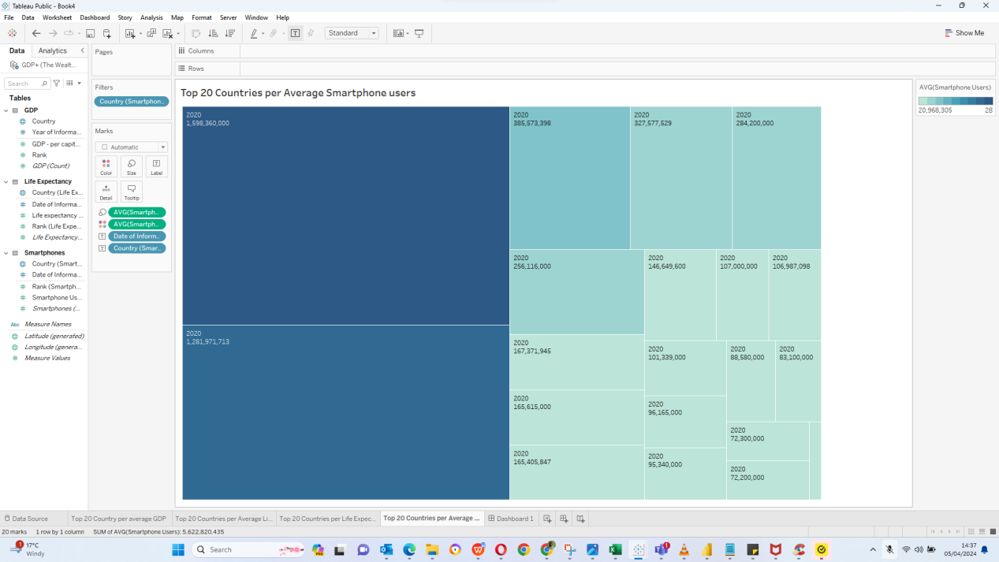 Tableau Public - Book4
File Data Worksheet Dashboard Story Analysis Map Format Server Window Help
Standard
Show Me
Data Analytics
GDP+ (The Wealt...
Search
Tables
GDP
Country
Year of Informa...
GDP - per capit...
Rank
GDP (Count)
Life Expectancy
Country (Life Ex...
Date of Informa...
Life expectancy ...
Rank (Life Expe...
Life Expectancy...
Smartphones
Country (Smart...
Date of Informa...
Rank (Smartph...
Smartphone Us...
Smartphones (...
Abc Measure Names
Latitude (generated)
Longitude (genera...
Measure Values
Pages
Filters
Country (Smartphon..
Marks
Automatic
Color Size Label
Detail Tooltip
AVG(Smartph..
AVG(Smartph..
Date of Inform..
Country (Smar..
Columns
Rows
Top 20 Countries per Average Smartphone users
2020
1,598,360,000
2020
1,281,971,713
2020
385,573,398
2020
327,577,529
2020
284,200,000
2020
256,116,000
2020
167,371,945
2020
165,615,000
2020
165,405,847
2020
146,649,600
2020
107,000,000
2020
106,987,098
2020
101,339,000
2020
96,165,000
2020
95,340,000
2020
88,580,000
2020
83,100,000
2020
72,300,000
2020
72,200,000
AVG(Smartphone Users)
20,968,305 2B
Data Source Top 20 Country per average GDP Top 20 Countries per Average Li... Top 20 Countries per Life Expec... Top 20 Countries per Average ... Dashboard 1
20 marks 1 row by 1 column SUM of AVG(Smartphone Users): 5,622,820,435
1
17°C
Windy
Search
PRE
1
14:37
05/04/2024